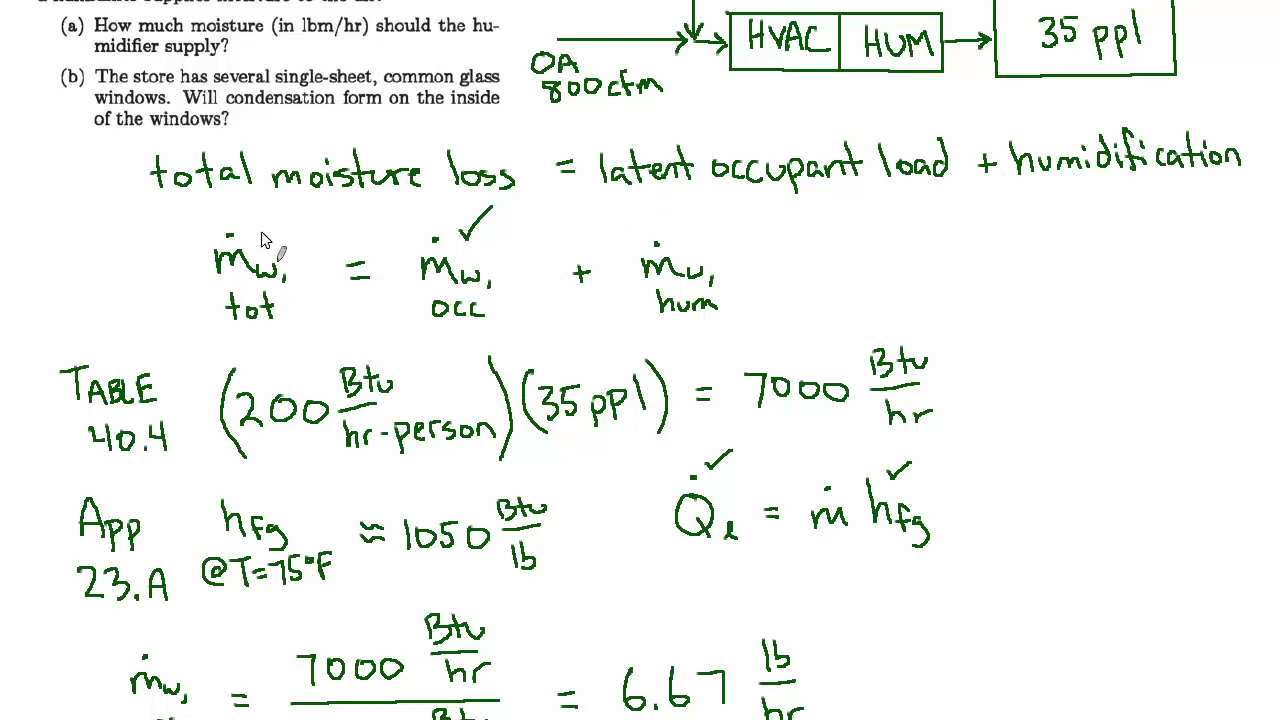 (a) How much moisture (in lbm/hr) should the hu-
midifier supply?
(b) The store has several single-sheet, common glass
windows. Will condensation form on the inside
of the windows?
HVAC HUM
35 ppl
OA
800 cfm
total moisture loss = latent occupant load + humidification
ṁw, tot = ṁw, occ + ṁw, hum
TABLE 40.4 (200 Btu/hr-person)(35 ppl) = 7000 Btu/hr
Q̇l = ṁ hfg
App 23.A hfg @T=75°F ≈ 1050 Btu/lb
ṁw, = 7000 Btu/hr / Btu = 6.67 lb/hr